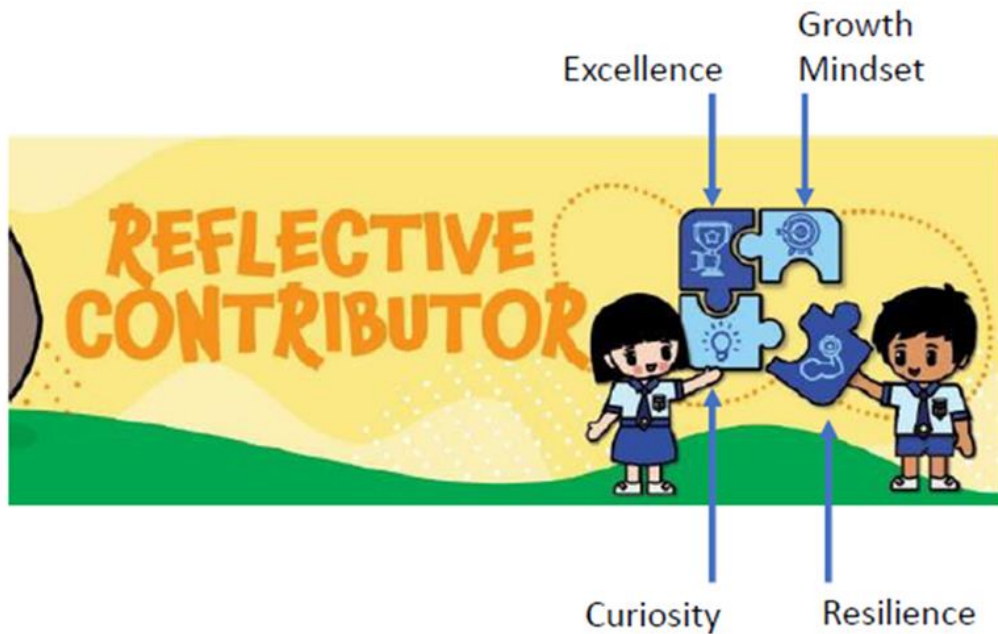 Excellence
Growth
Mindset
REFLECTIVE
CONTRIBUTOR
Curiosity
Resilience